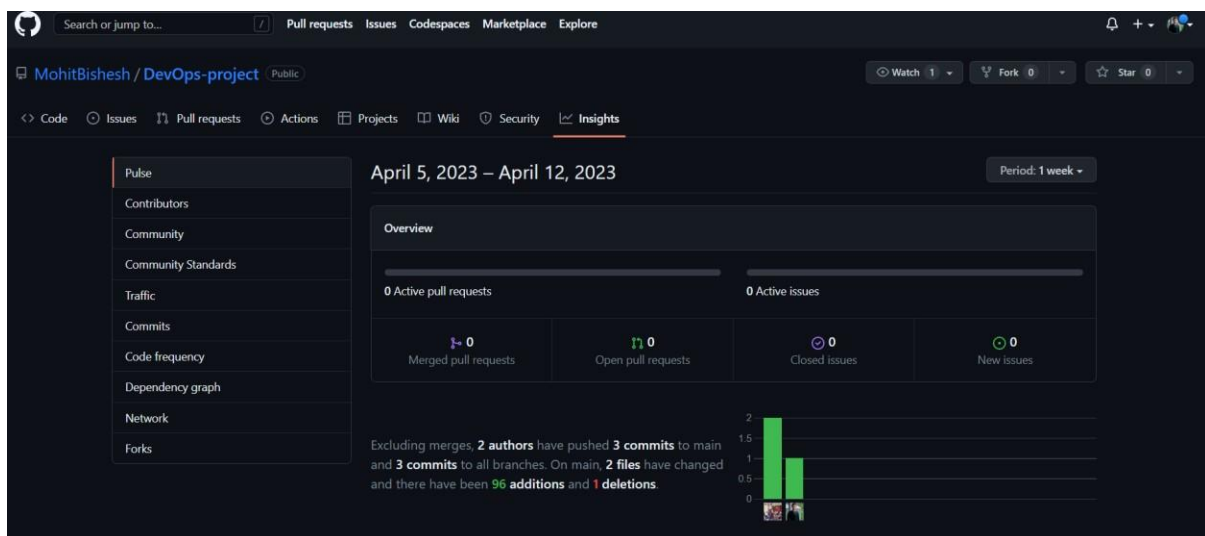 Search or jump to... / Pull requests Issues Codespaces Marketplace Explore
MohitBishesh / DevOps-project Public Watch 1 Fork 0 Star 0
<> Code Issues Pull requests Actions Projects Wiki Security Insights
Pulse
Contributors
Community
Community Standards
Traffic
Commits
Code frequency
Dependency graph
Network
Forks
April 5, 2023 – April 12, 2023 Period: 1 week
Overview
0 Active pull requests 0 Active issues
0 0 0 0
Merged pull requests Open pull requests Closed issues New issues
Excluding merges, 2 authors have pushed 3 commits to main
and 3 commits to all branches. On main, 2 files have changed
and there have been 96 additions and 1 deletions.
2
1.5
1
0.5
0